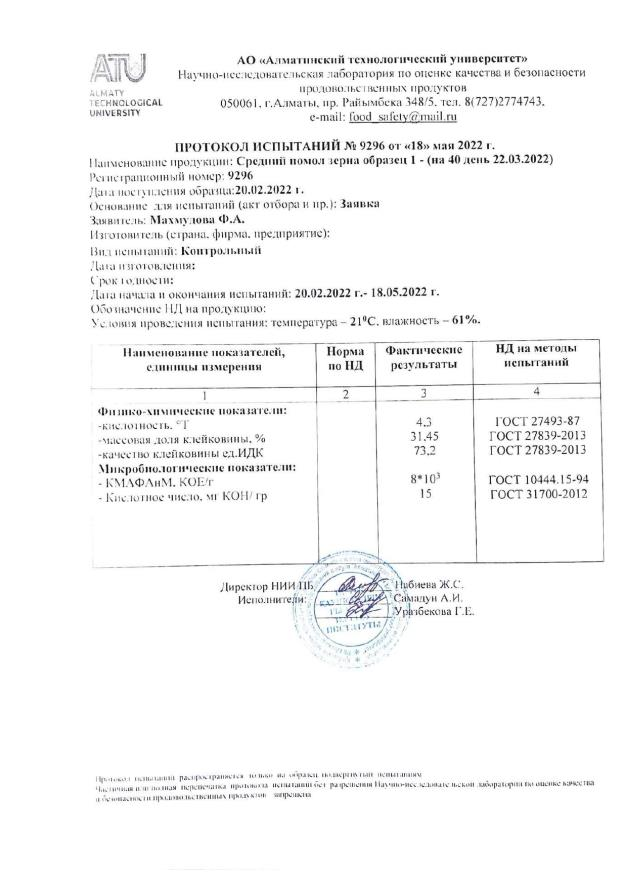 ATU
ALMATY
TECHNOLOGICAL
UNIVERSITY
АО «Алматинский технологический университет»
Научно-исследовательская лаборатория по оценке качества и безопасности
продовольственных продуктов
050061, г.Алматы, пр. Райымбека 348/5, тел. 8(727)2774743,
e-mail: food_safety@mail.ru
ПРОТОКОЛ ИСПЫТАНИЙ № 9296 от «18» мая 2022 г.
Наименование продукции: Средний помол зерна образец 1 - (на 40 день 22.03.2022)
Регистрационный номер: 9296
Дата поступления образца:20.02.2022 г.
Основание для испытаний (акт отбора и пр.): Заявка
Заявитель: Махмудова Ф.А.
Изготовитель (страна, фирма, предприятие):
Вид испытаний: Контрольный
Дата изготовления:
Срок годности:
Дата начала и окончания испытаний: 20.02.2022 г.- 18.05.2022 г.
Обозначение НД на продукцию:
Условия проведения испытания: температура – 21⁰С, влажность – 61%.
Наименование показателей, Норма Фактические НД на методы
единицы измерения по НД результаты испытаний
1 2 3 4
Физико-химические показатели:
-кислотность, °Т 4,3 ГОСТ 27493-87
-массовая доля клейковины, % 31,45 ГОСТ 27839-2013
-качество клейковины ед.ИДК 73,2 ГОСТ 27839-2013
Микробиологические показатели:
- КМАФАнМ, КОЕ/г 8*10³ ГОСТ 10444.15-94
- Кислотное число, мг КОН/ гр 15 ГОСТ 31700-2012
Директор НИИ ПБ Набиева Ж.С.
Исполнители: Самадун А.И.
Уразбекова Г.Е.
ИНСТИТУТЫ
Протокол испытаний распространяется только на образец, подвергнутый испытаниям
Частичная или полная перепечатка протокола испытаний без разрешения Научно-исследовательской лаборатории по оценке качества
и безопасности продовольственных продуктов запрещена